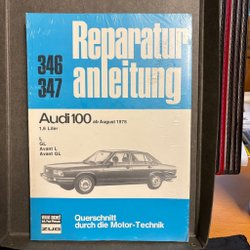 Reparatur
346
347
anleitung
Audi 100 ab August 1976
1,6 Liter
L
GL
Avant L
Avant GL
ZUG
Querschnitt
durch die Motor-Technik